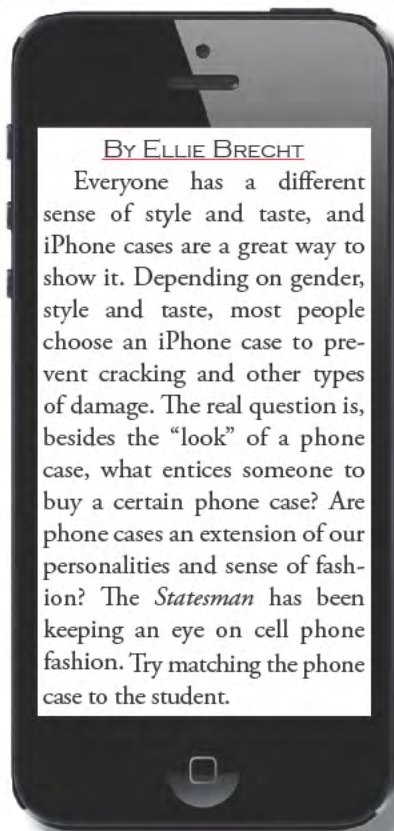 BY ELLIE BRECHT
Everyone has a different
sense of style and taste, and
iPhone cases are a great way to
show it. Depending on gender,
style and taste, most people
choose an iPhone case to pre-
vent cracking and other types
of damage. The real question is,
besides the “look” of a phone
case, what entices someone to
buy a certain phone case? Are
phone cases an extension of our
personalities and sense of fash-
ion? The Statesman has been
keeping an eye on cell phone
fashion. Try matching the phone
case to the student.